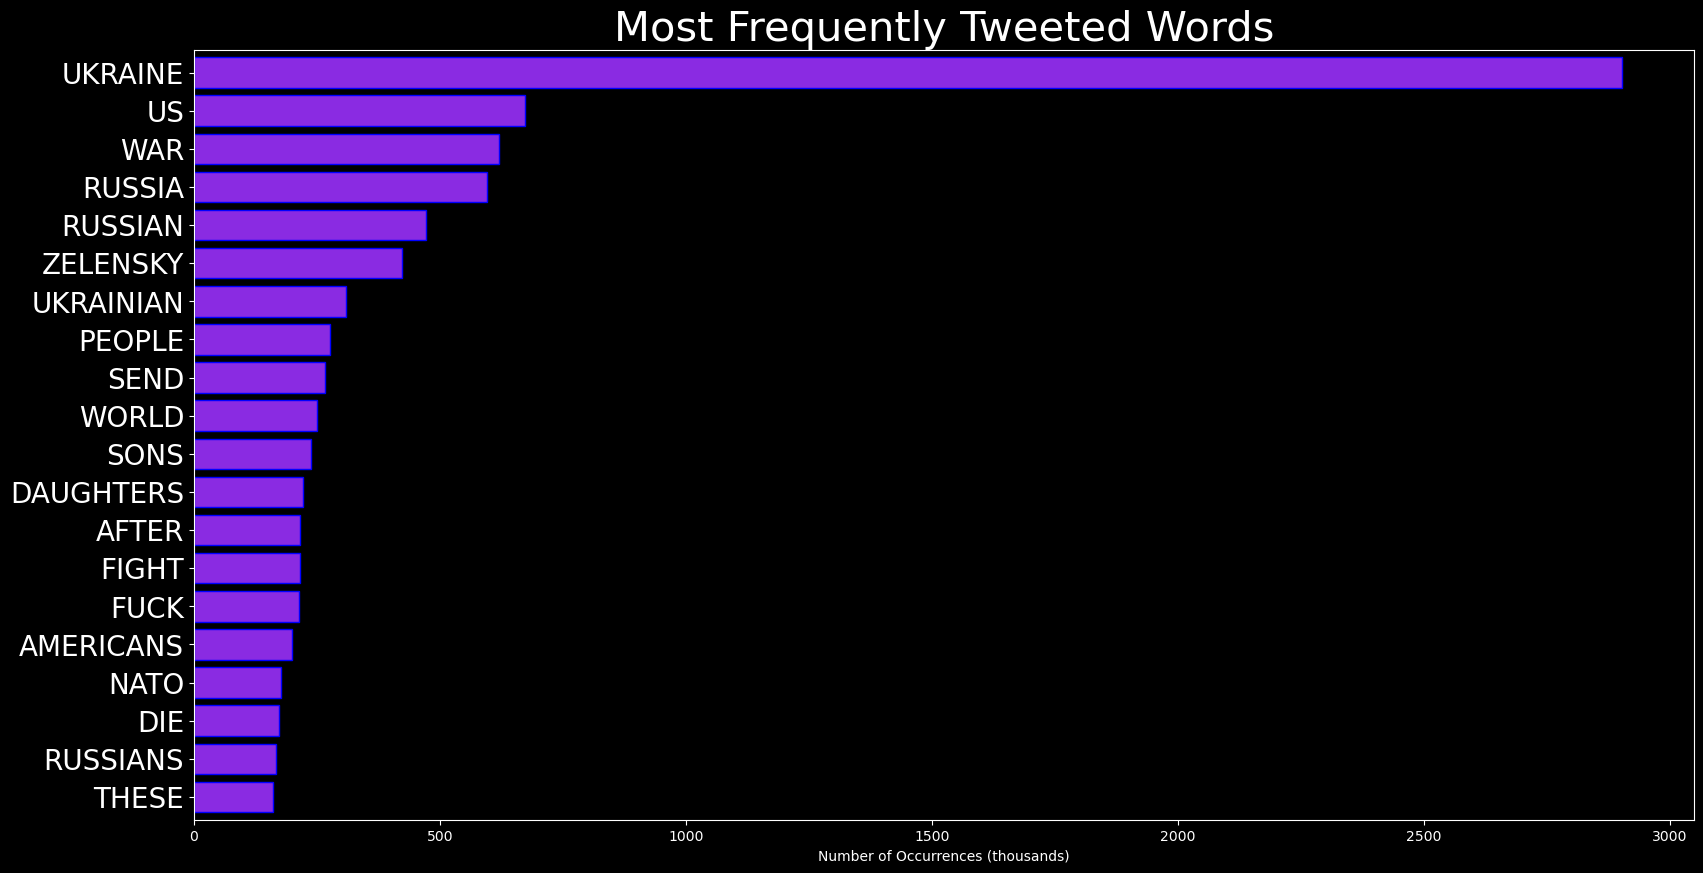 Most Frequently Tweeted Words
UKRAINE
US
WAR
RUSSIA
RUSSIAN
ZELENSKY
UKRAINIAN
PEOPLE
SEND
WORLD
SONS
DAUGHTERS
AFTER
FIGHT
FUCK
AMERICANS
NATO
DIE
RUSSIANS
THESE
0 500 1000 1500 2000 2500 3000
Number of Occurrences (thousands)